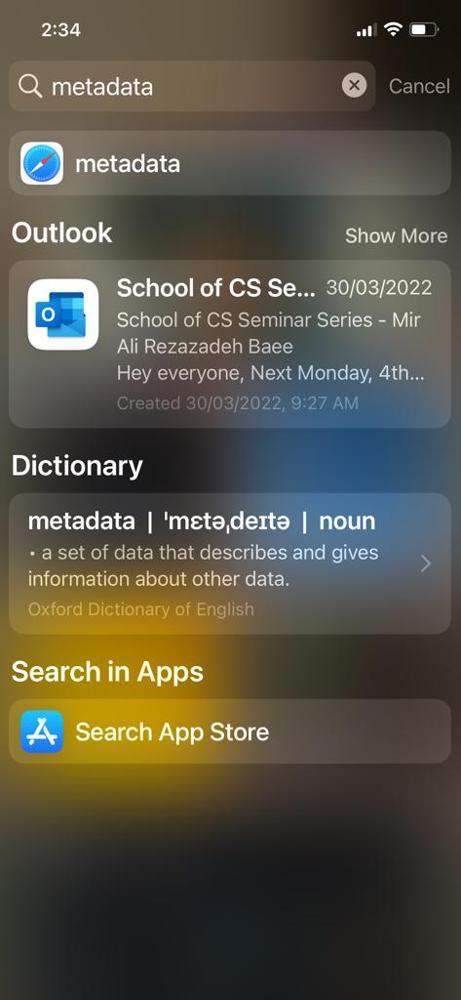 2:34
metadata
Cancel
metadata
Outlook
Show More
School of CS Se... 30/03/2022
School of CS Seminar Series - Mir
Ali Rezazadeh Baee
Hey everyone, Next Monday, 4th...
Created 30/03/2022, 9:27 AM
Dictionary
metadata | ˈmɛtəˌdeɪtə | noun
• a set of data that describes and gives
information about other data.
Oxford Dictionary of English
Search in Apps
Search App Store